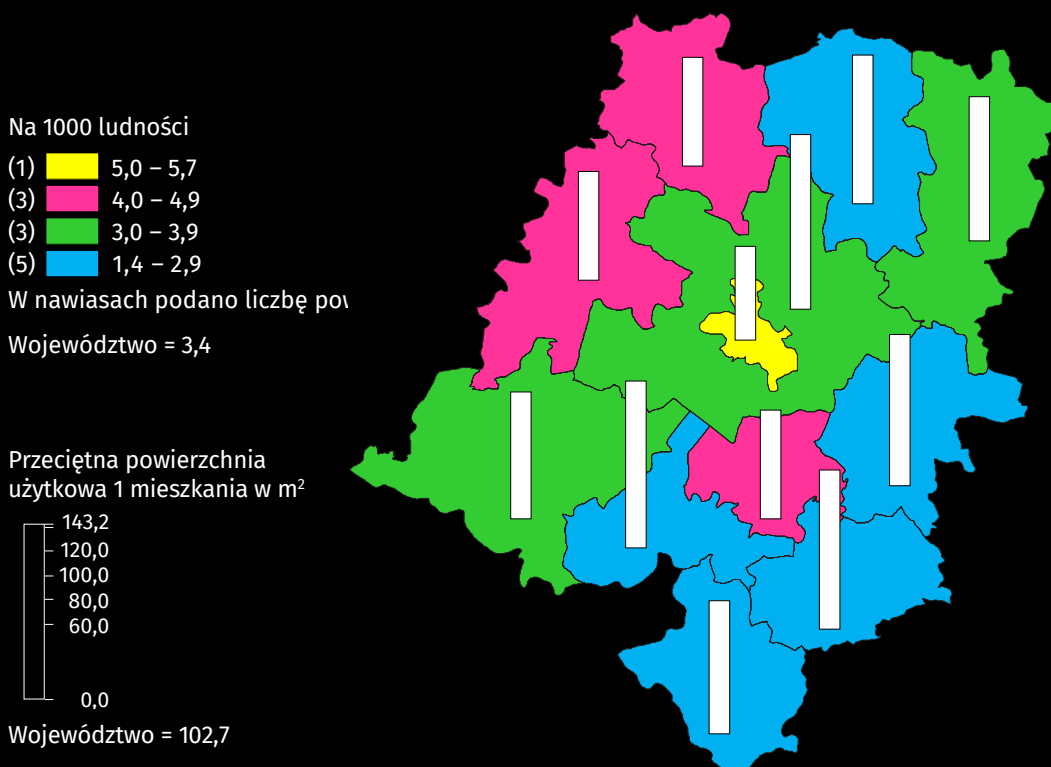 Na 1000 ludności
(1) 5,0 – 5,7
(3) 4,0 – 4,9
(3) 3,0 – 3,9
(5) 1,4 – 2,9
W nawiasach podano liczbę
Województwo = 3,4
Przeciętna powierzchnia
użytkowa 1 mieszkania w m²
143,2
120,0
100,0
80,0
60,0
0,0
Województwo = 102,7